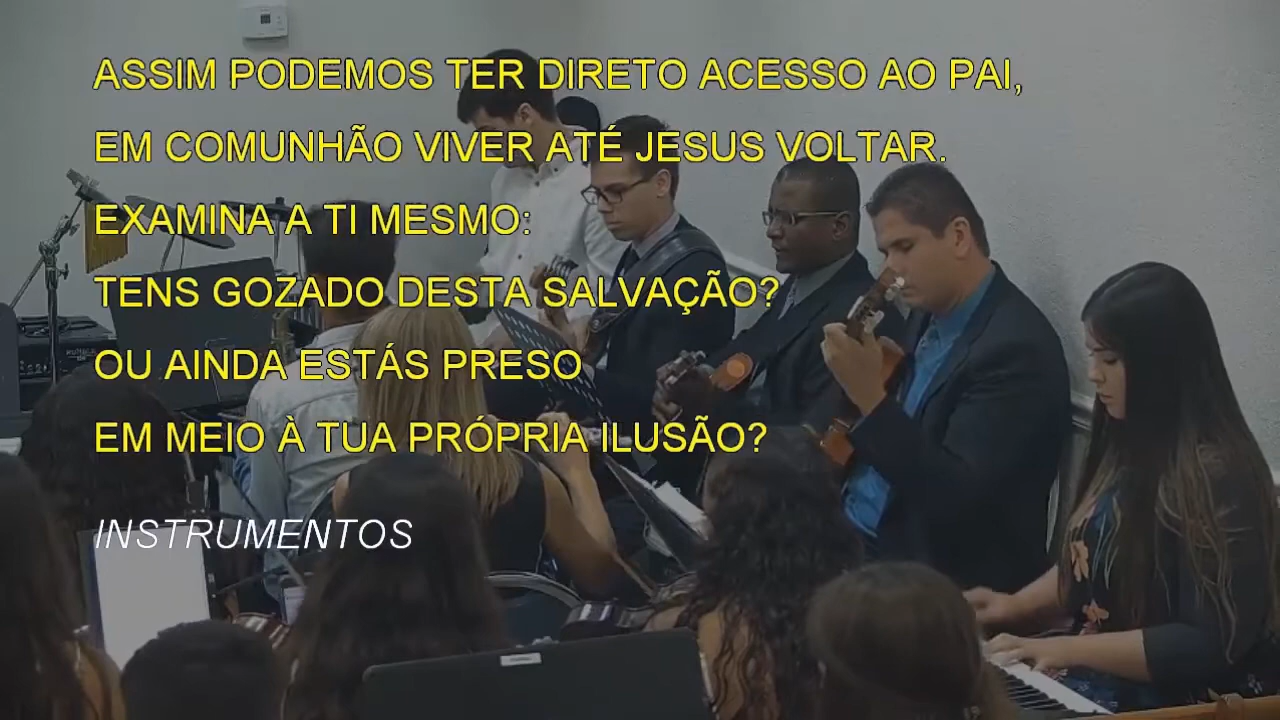 ASSIM PODEMOS TER DIRETO ACESSO AO PAI,
EM COMUNHÃO VIVER ATÉ JESUS VOLTAR.
EXAMINA A TI MESMO:
TENS GOZADO DESTA SALVAÇÃO?
OU AINDA ESTÁS PRESO
EM MEIO À TUA PRÓPRIA ILUSÃO?
INSTRUMENTOS